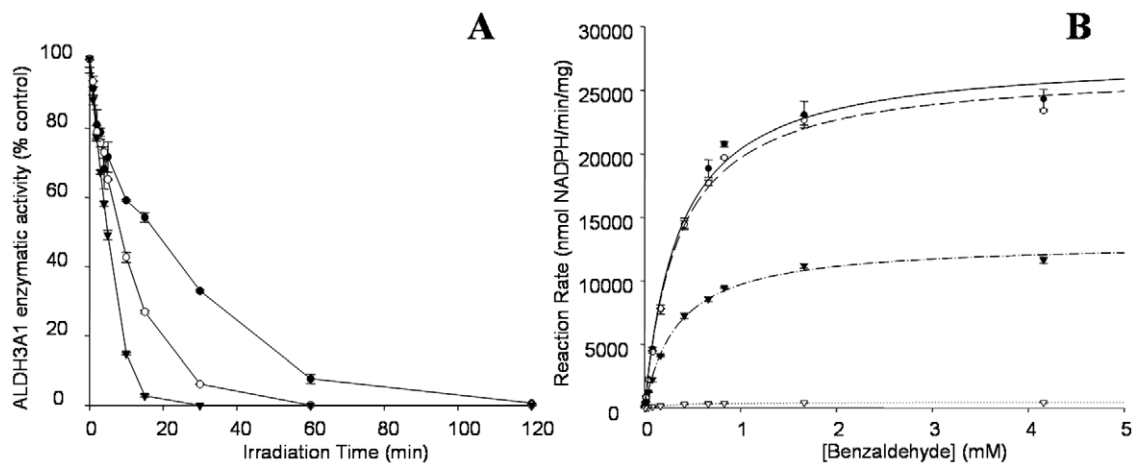 A
100
80
60
40
20
0
ALDH3A1 enzymatic activity (% control)
0 20 40 60 80 100 120
Irradiation Time (min)
B
30000
25000
20000
15000
10000
5000
0
Reaction Rate (nmol NADPH/min/mg)
0 1 2 3 4 5
[Benzaldehyde] (mM)